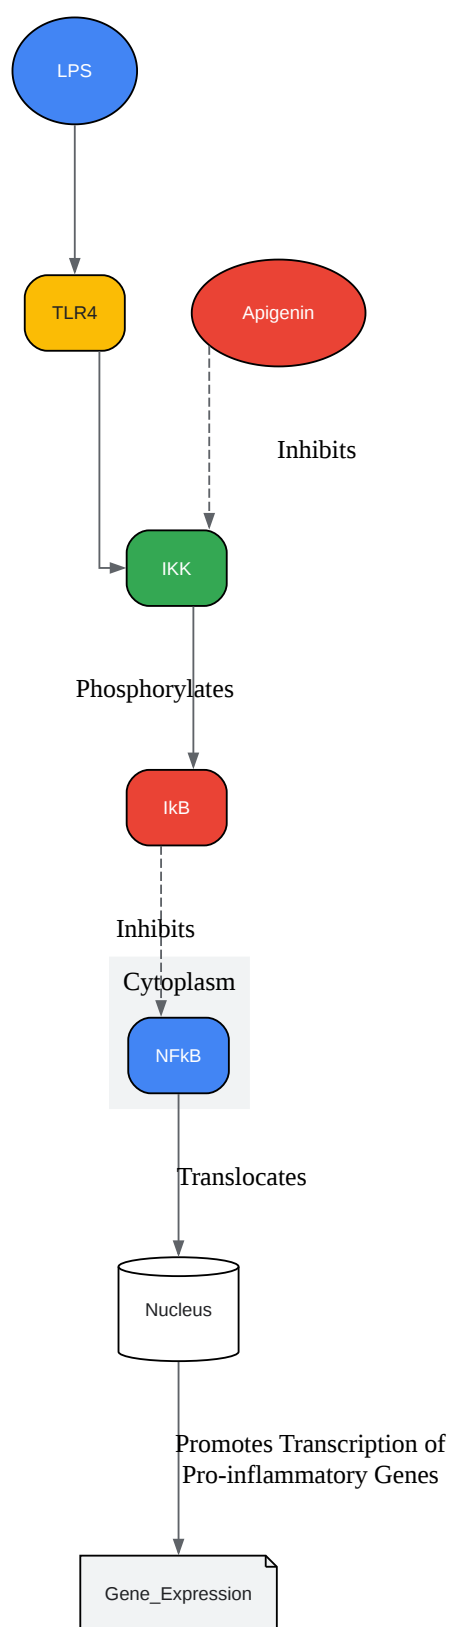 LPS
TLR4
Apigenin
Inhibits
IKK
Phosphorylates
IkB
Inhibits
Cytoplasm
NFkB
Translocates
Nucleus
Promotes Transcription of
Pro-inflammatory Genes
Gene_Expression